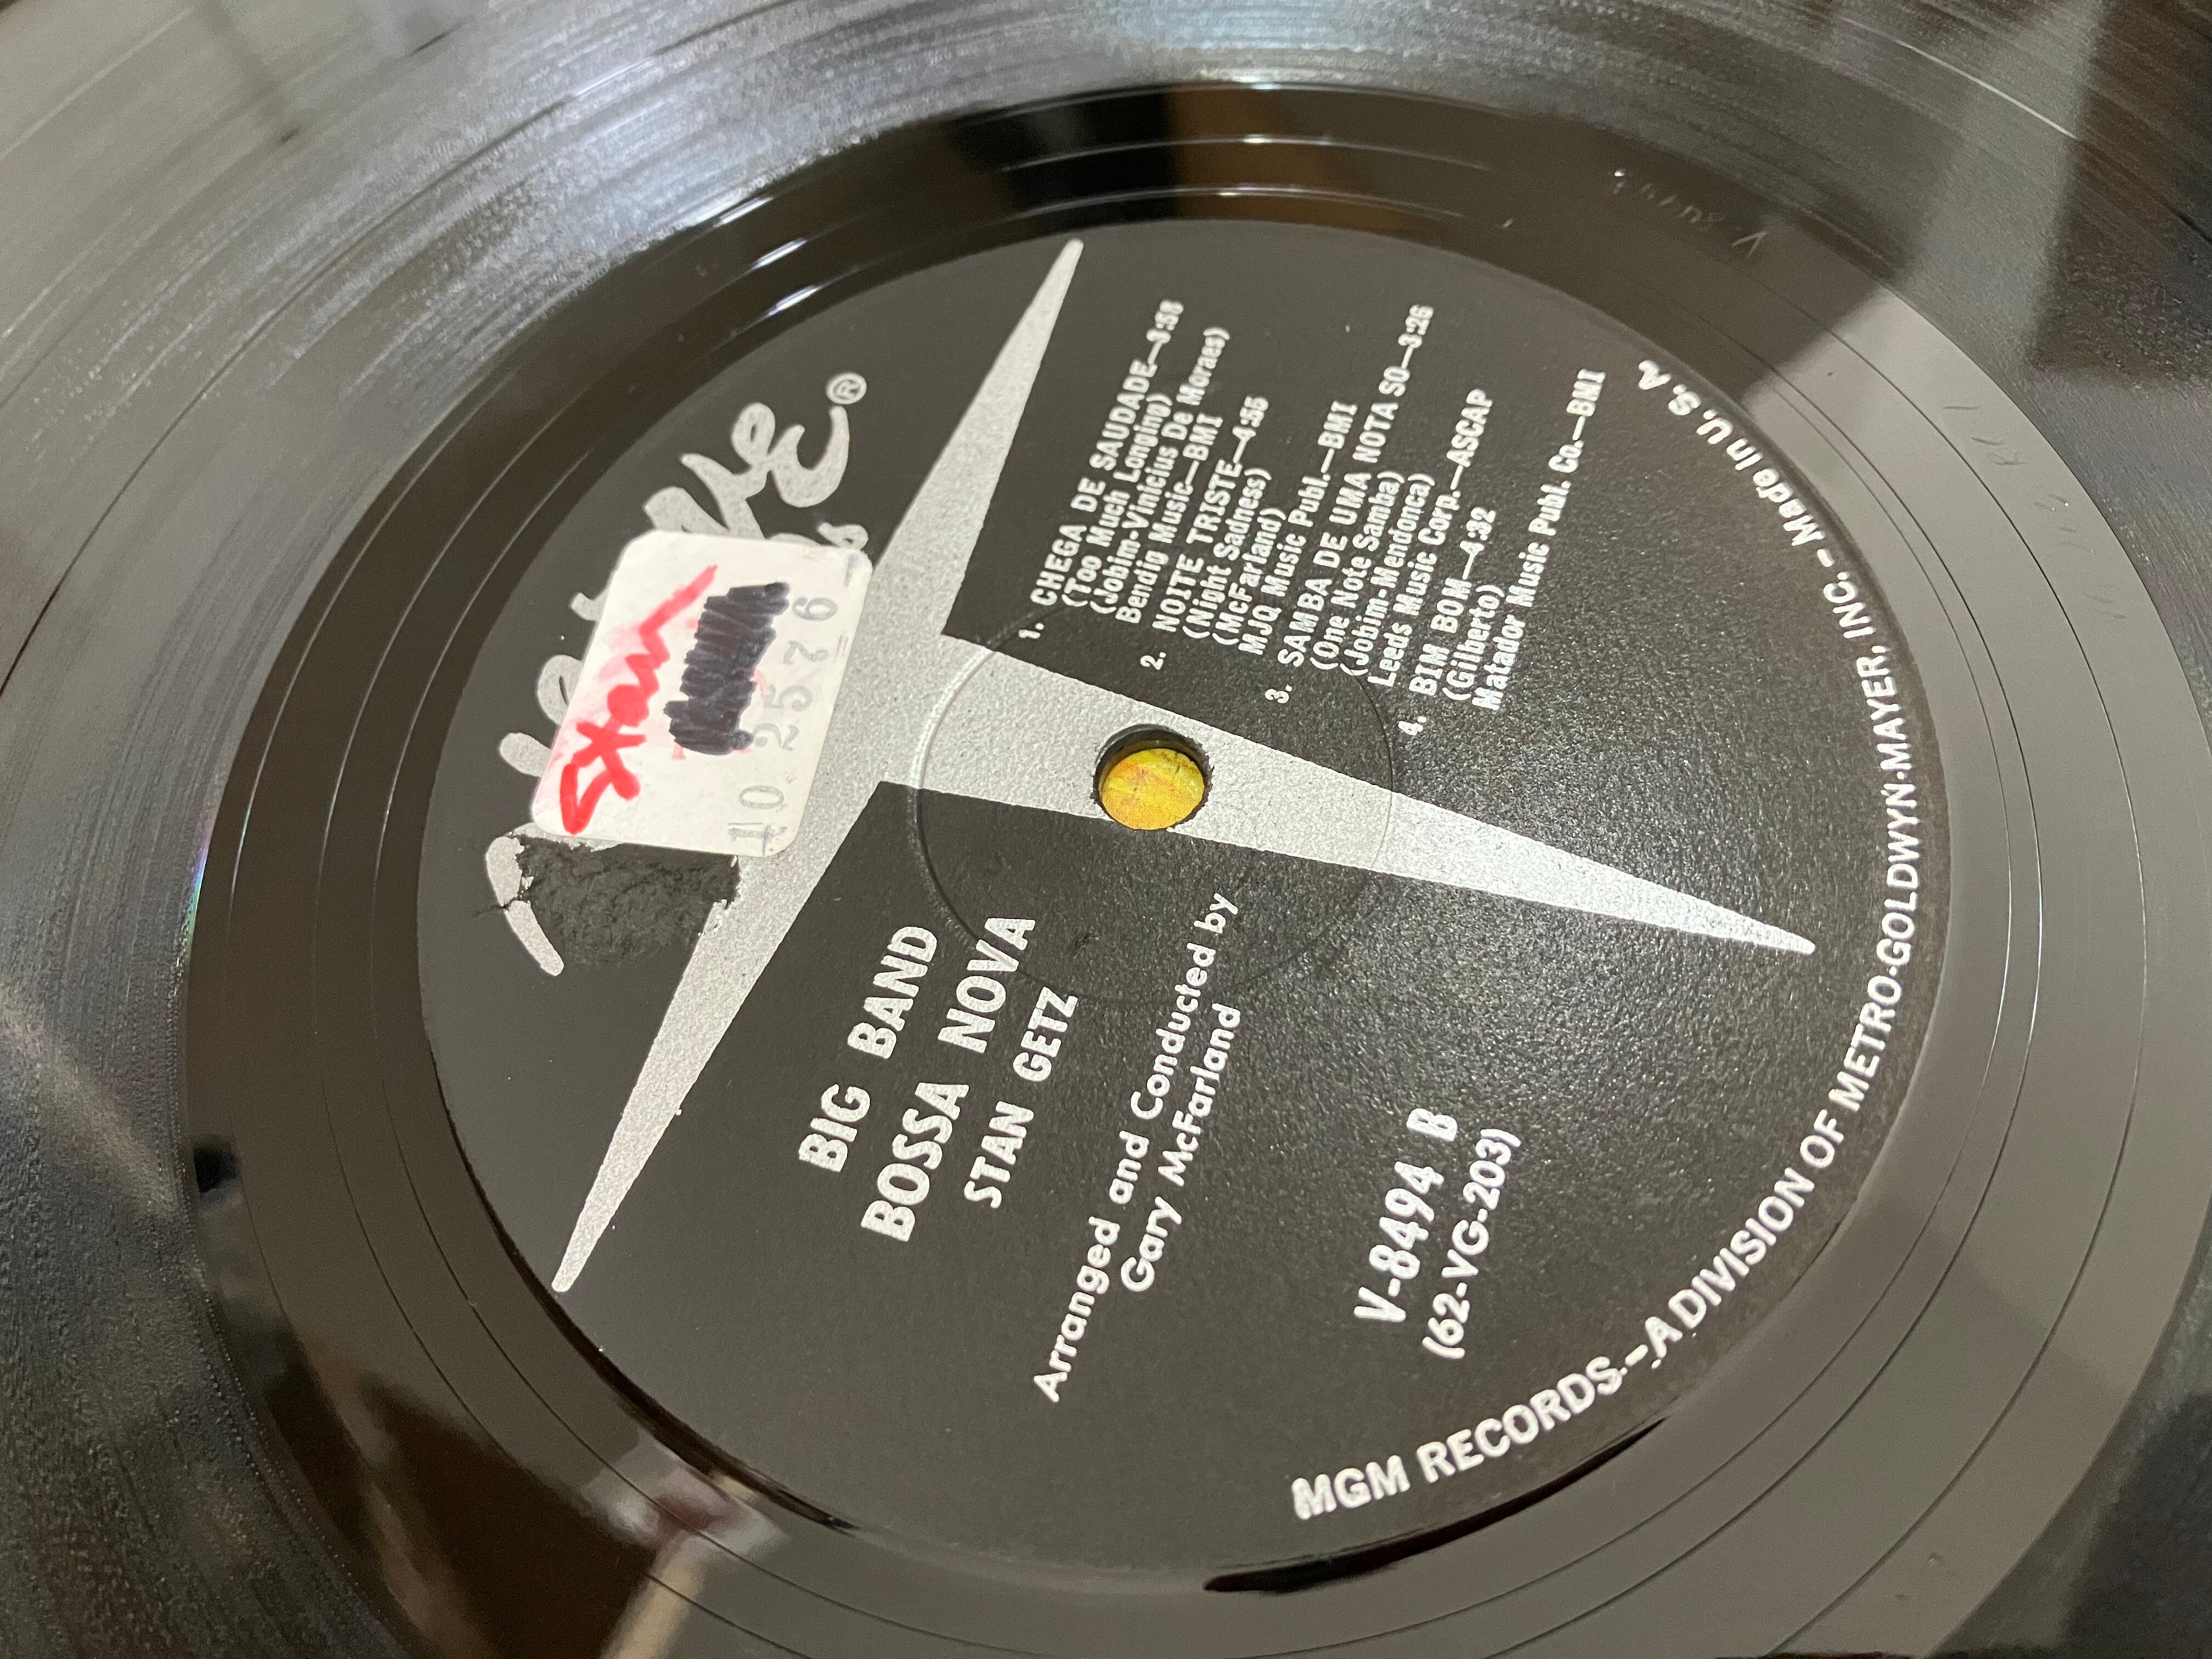 Verve®
Stan
10 25 7 6
BIG BAND
BOSSA NOVA
STAN GETZ
Arranged and Conducted by
Gary McFarland
V-8494 B
(62-VG-203)
1. CHEGA DE SAUDADE—3:58
(Too Much Longing)
(Jobim-Vinicius De Moraes)
Bendig Music—BMI
2. NOITE TRISTE—4:55
(Night Sadness)
(McFarland)
MJQ Music Publ.—BMI
3. SAMBA DE UMA NOTA SO—3:26
(One Note Samba)
(Jobim-Mendonca)
Leeds Music Corp.—ASCAP
4. BIM BOM—4:32
(Gilberto)
Matador Music Publ. Co.—BMI
MGM RECORDS – A DIVISION OF METRO-GOLDWYN-MAYER, INC. – Made in U. S. A.